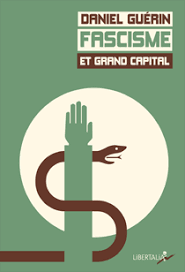 DANIEL GUÉRIN
FASCISME
ET GRAND CAPITAL
LIBERTALIA